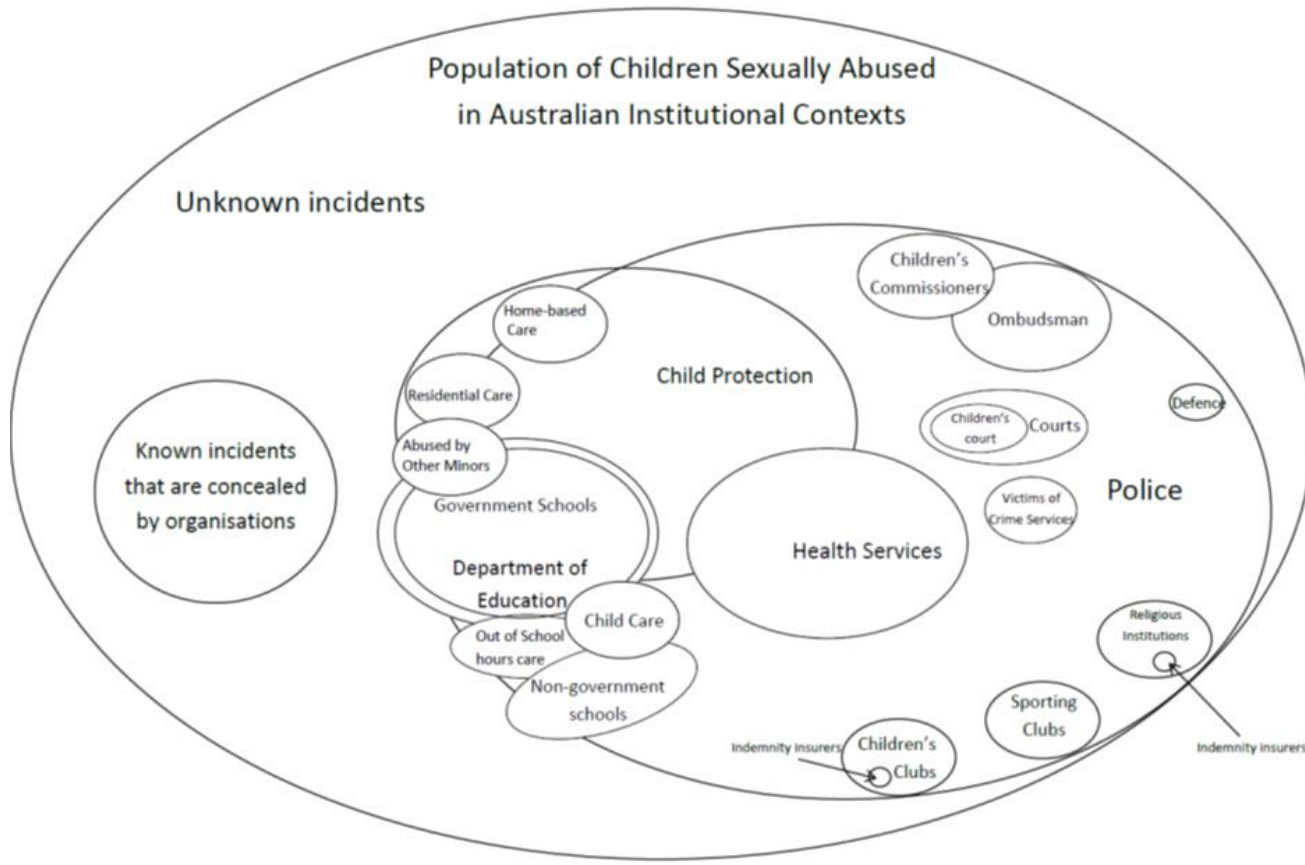 Population of Children Sexually Abused
in Australian Institutional Contexts
Unknown incidents
Children's
Commissioners
Ombudsman
Home-based
Care
Child Protection
Residential Care
Defence
Children's
court
Courts
Abused by
Other Minors
Known incidents
that are concealed
by organisations
Government Schools
Police
Victims of
Crime Services
Health Services
Department of
Education
Child Care
Out of School
hours care
Religious
Institutions
Non-government
schools
Sporting
Clubs
Indemnity insurers
Children's
Clubs
Indemnity insurers